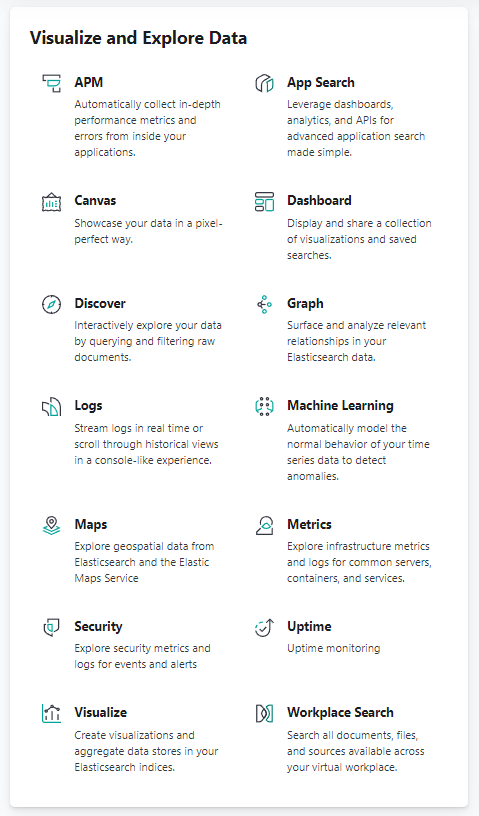 Visualize and Explore Data
APM
Automatically collect in-depth
performance metrics and
errors from inside your
applications.
App Search
Leverage dashboards,
analytics, and APIs for
advanced application search
made simple.
Canvas
Showcase your data in a pixel-
perfect way.
Dashboard
Display and share a collection
of visualizations and saved
searches.
Discover
Interactively explore your data
by querying and filtering raw
documents.
Graph
Surface and analyze relevant
relationships in your
Elasticsearch data.
Logs
Stream logs in real time or
scroll through historical views
in a console-like experience.
Machine Learning
Automatically model the
normal behavior of your time
series data to detect
anomalies.
Maps
Explore geospatial data from
Elasticsearch and the Elastic
Maps Service
Metrics
Explore infrastructure metrics
and logs for common servers,
containers, and services.
Security
Explore security metrics and
logs for events and alerts
Uptime
Uptime monitoring
Visualize
Create visualizations and
aggregate data stores in your
Elasticsearch indices.
Workplace Search
Search all documents, files,
and sources available across
your virtual workplace.